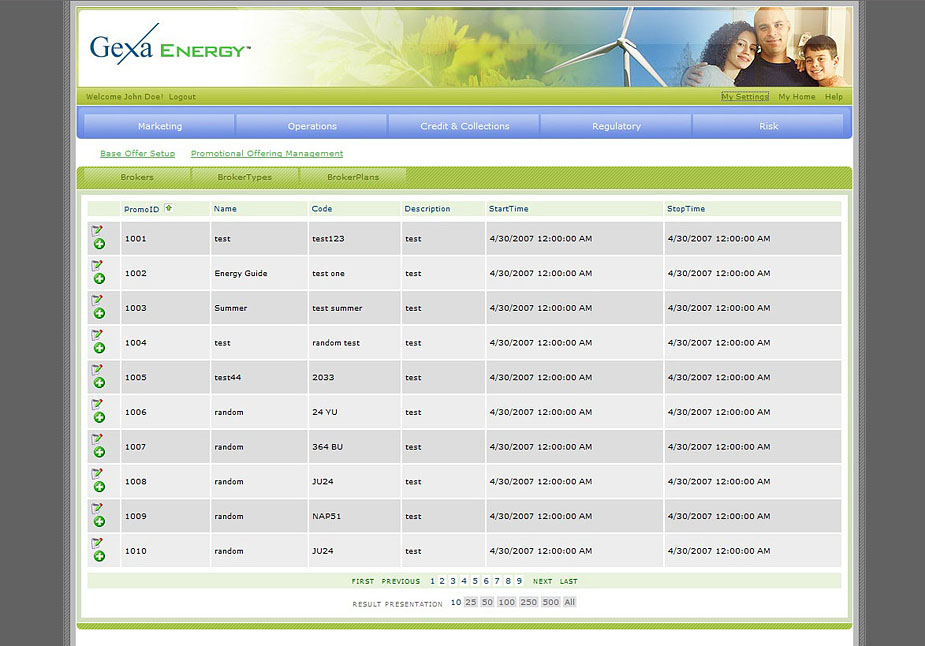 Gexa Energy™
Welcome John Doe! Logout My Settings My Home Help
Marketing Operations Credit & Collections Regulatory Risk
Base Offer Setup Promotional Offering Management
Brokers BrokerTypes BrokerPlans
PromoID Name Code Description StartTime StopTime
1001 test test123 test 4/30/2007 12:00:00 AM 4/30/2007 12:00:00 AM
1002 Energy Guide test one test 4/30/2007 12:00:00 AM 4/30/2007 12:00:00 AM
1003 Summer test summer test 4/30/2007 12:00:00 AM 4/30/2007 12:00:00 AM
1004 test random test test 4/30/2007 12:00:00 AM 4/30/2007 12:00:00 AM
1005 test44 2033 test 4/30/2007 12:00:00 AM 4/30/2007 12:00:00 AM
1006 random 24 YU test 4/30/2007 12:00:00 AM 4/30/2007 12:00:00 AM
1007 random 364 BU test 4/30/2007 12:00:00 AM 4/30/2007 12:00:00 AM
1008 random JU24 test 4/30/2007 12:00:00 AM 4/30/2007 12:00:00 AM
1009 random NAP51 test 4/30/2007 12:00:00 AM 4/30/2007 12:00:00 AM
1010 random JU24 test 4/30/2007 12:00:00 AM 4/30/2007 12:00:00 AM
FIRST PREVIOUS 1 2 3 4 5 6 7 8 9 NEXT LAST
RESULT PRESENTATION 10 25 50 100 250 500 All